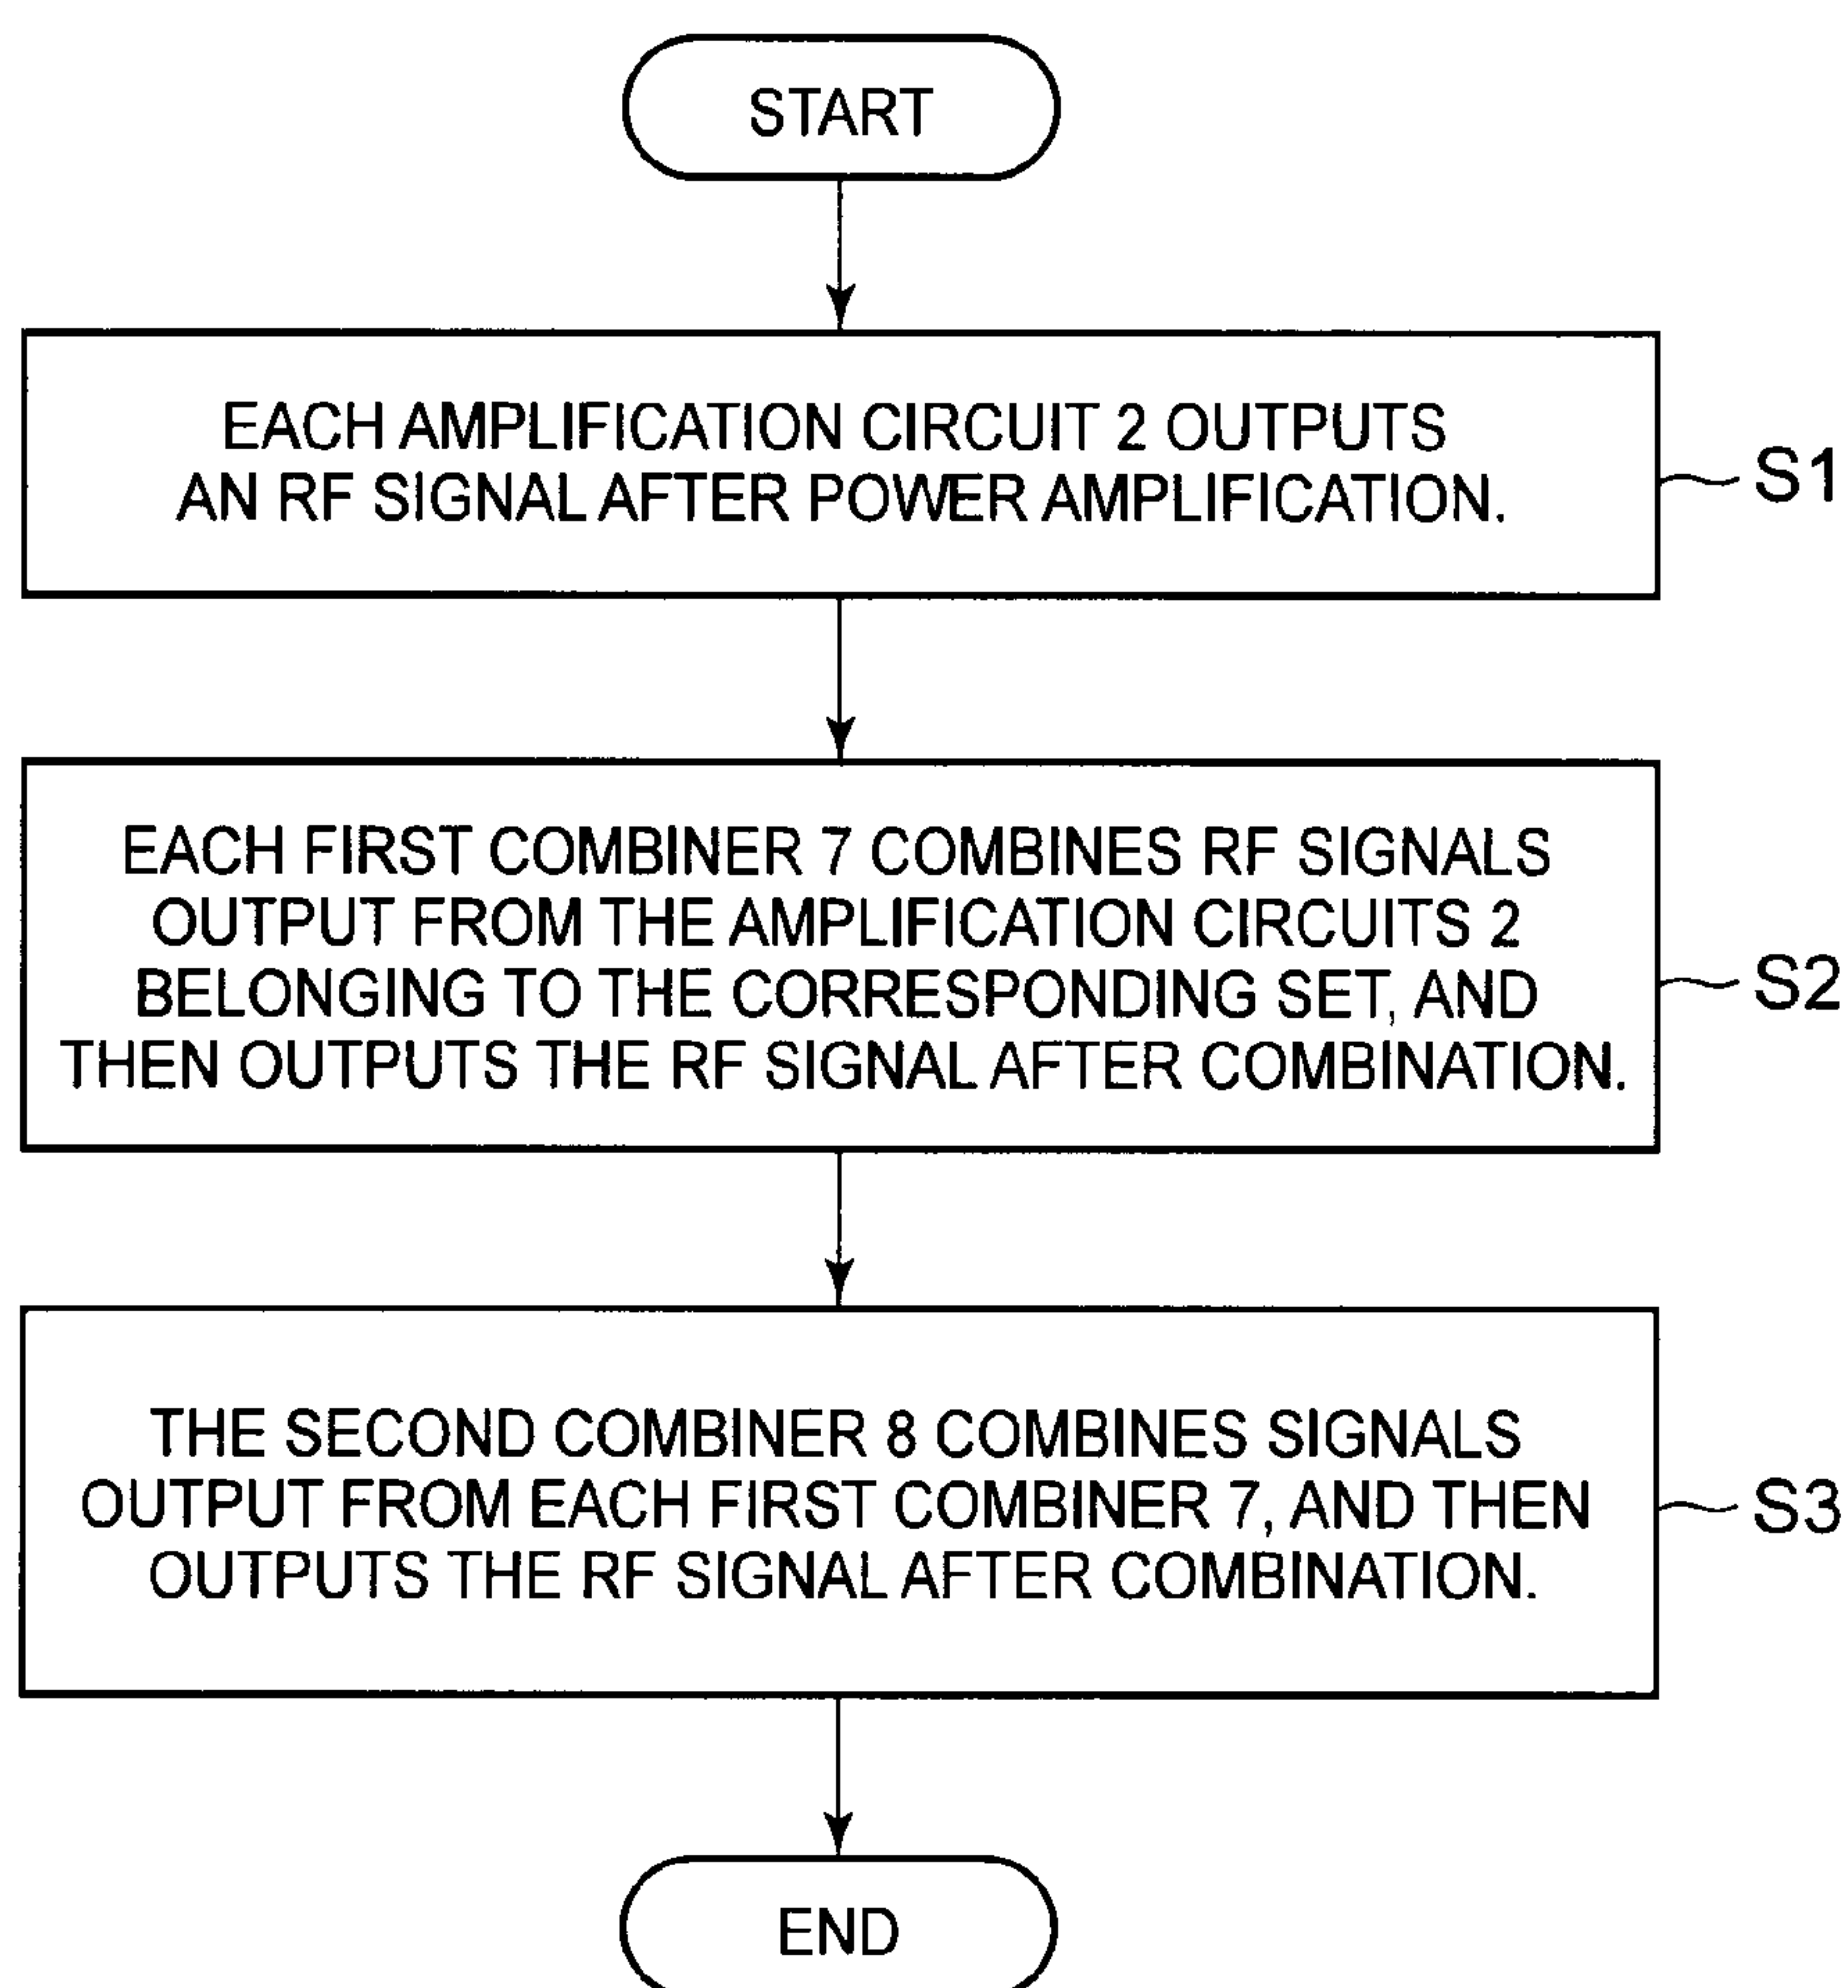 START
EACH AMPLIFICATION CIRCUIT 2 OUTPUTS
AN RF SIGNAL AFTER POWER AMPLIFICATION.
S1
EACH FIRST COMBINER 7 COMBINES RF SIGNALS
OUTPUT FROM THE AMPLIFICATION CIRCUITS 2
BELONGING TO THE CORRESPONDING SET, AND
THEN OUTPUTS THE RF SIGNAL AFTER COMBINATION.
S2
THE SECOND COMBINER 8 COMBINES SIGNALS
OUTPUT FROM EACH FIRST COMBINER 7, AND THEN
OUTPUTS THE RF SIGNAL AFTER COMBINATION.
S3
END